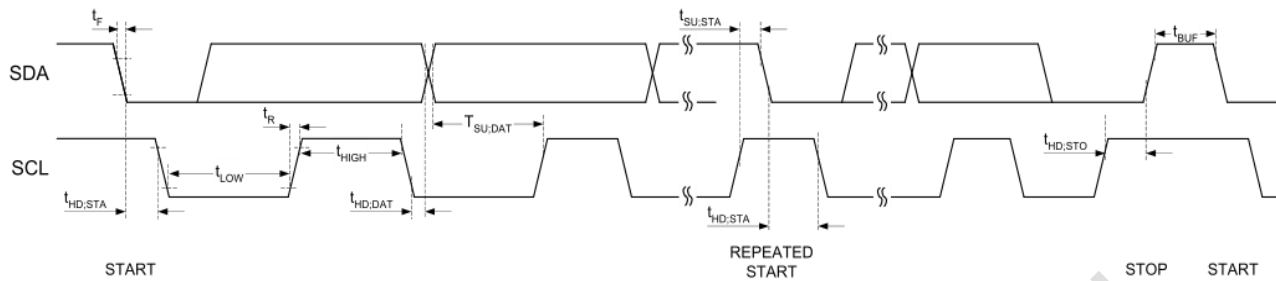 tF
tSU;STA
tBUF
SDA
tR
TSU;DAT
tHD;STO
SCL
tLOW
tHIGH
tHD;STA
tHD;DAT
tHD;STA
START
REPEATED
START
STOP
START